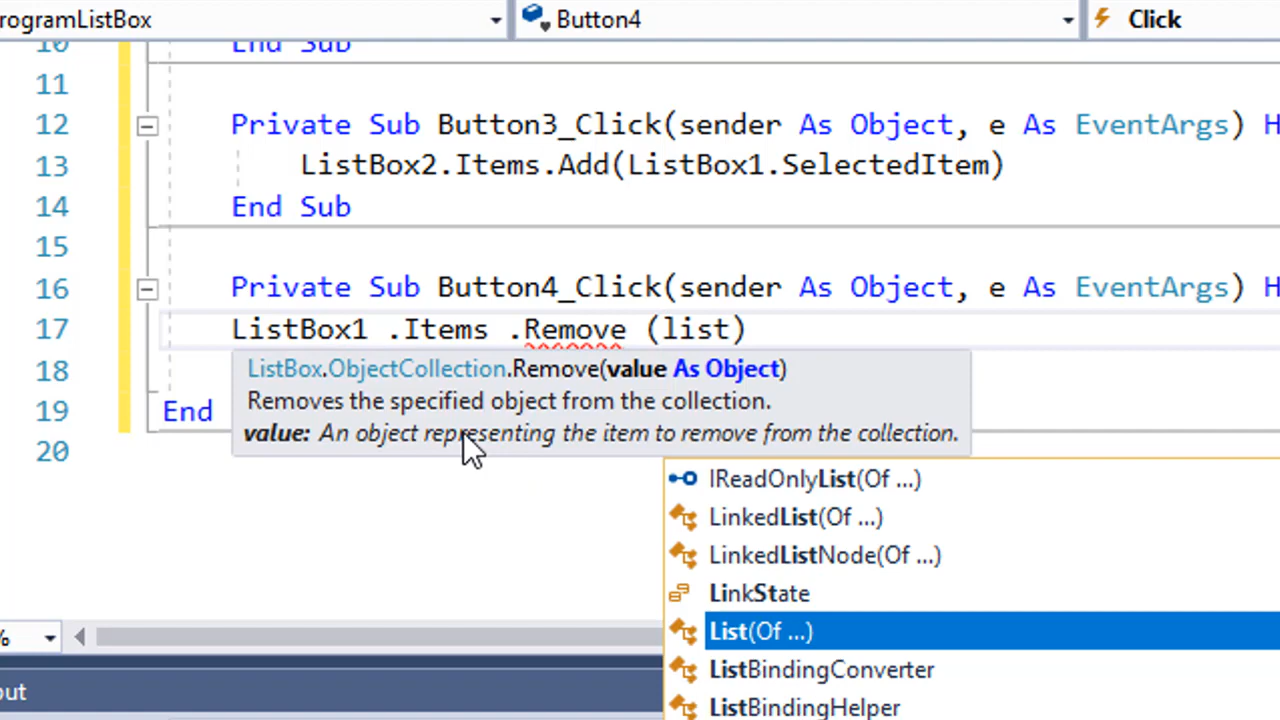 rogramListBox Button4 Click
10 End Sub
11
12 Private Sub Button3_Click(sender As Object, e As EventArgs) H
13 ListBox2.Items.Add(ListBox1.SelectedItem)
14 End Sub
15
16 Private Sub Button4_Click(sender As Object, e As EventArgs) H
17 ListBox1 .Items .Remove (list)
18 ListBox.ObjectCollection.Remove(value As Object)
Removes the specified object from the collection.
19 End value: An object representing the item to remove from the collection.
20
IReadOnlyList(Of ...)
LinkedList(Of ...)
LinkedListNode(Of ...)
LinkState
% List(Of ...)
ListBindingConverter
out ListBindingHelper